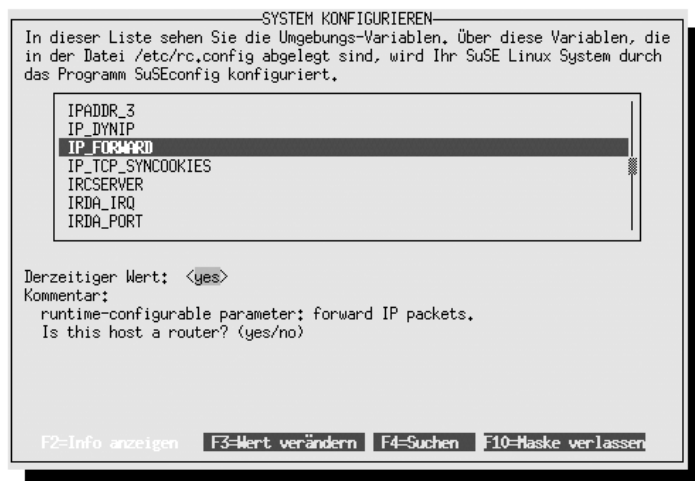 SYSTEM KONFIGURIEREN
In dieser Liste sehen Sie die Umgebungs-Variablen. Über diese Variablen, die
in der Datei /etc/rc.config abgelegt sind, wird Ihr SuSE Linux System durch
das Programm SuSEconfig konfiguriert.
IPADDR_3
IP_DYNIP
IP_FORWARD
IP_TCP_SYNCOOKIES
IRCSERVER
IRDA_IRQ
IRDA_PORT
Derzeitiger Wert: <yes>
Kommentar:
runtime-configurable parameter: forward IP packets.
Is this host a router? (yes/no)
F2=Info anzeigen F3=Wert verändern F4=Suchen F10=Maske verlassen